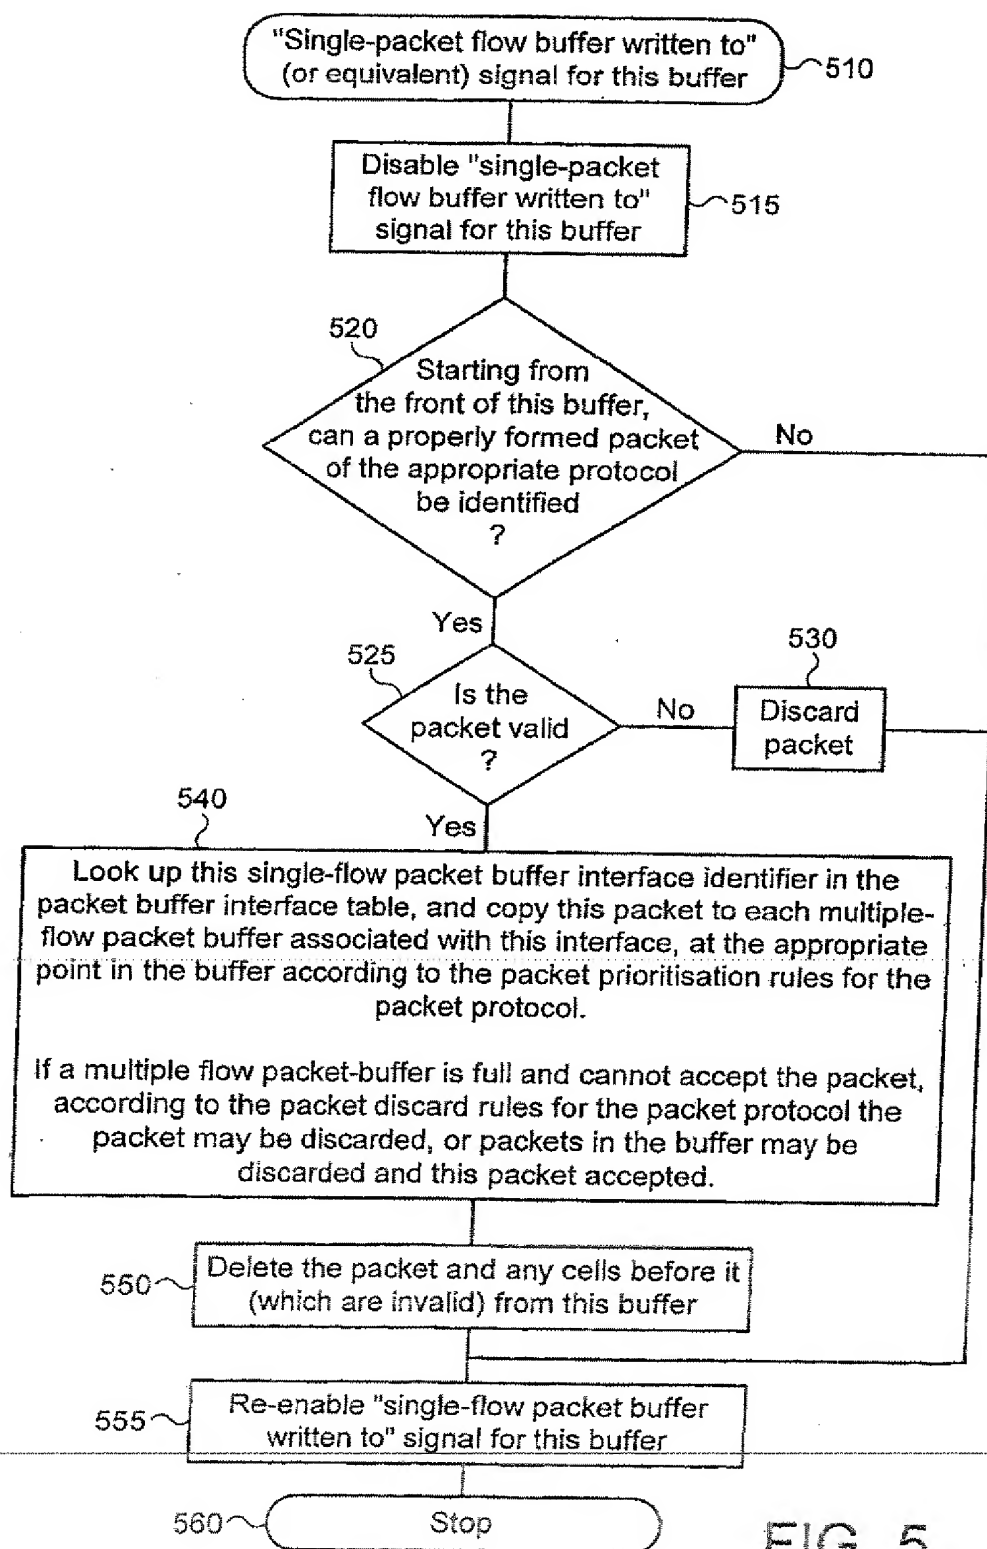 "Single-packet flow buffer written to"
(or equivalent) signal for this buffer
510
Disable "single-packet
flow buffer written to"
signal for this buffer
515
520
Starting from
the front of this buffer,
can a properly formed packet
of the appropriate protocol
be identified
?
No
Yes
525
Is the
packet valid
?
No
530
Discard
packet
Yes
540
Look up this single-flow packet buffer interface identifier in the
packet buffer interface table, and copy this packet to each multiple-
flow packet buffer associated with this interface, at the appropriate
point in the buffer according to the packet prioritisation rules for the
packet protocol.
If a multiple flow packet-buffer is full and cannot accept the packet,
according to the packet discard rules for the packet protocol the
packet may be discarded, or packets in the buffer may be
discarded and this packet accepted.
550
Delete the packet and any cells before it
(which are invalid) from this buffer
555
Re-enable "single-flow packet buffer
written to" signal for this buffer
560
Stop
FIG. 5